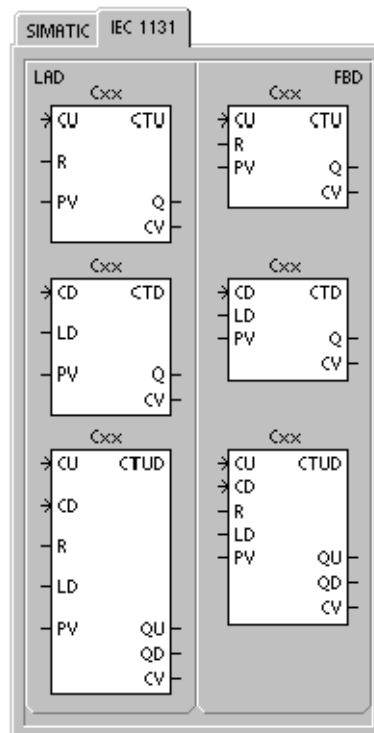 SIMATIC IEC 1131
LAD
Cxx
CU CTU
R
PV Q
CV
Cxx
CD CTD
LD
PV Q
CV
Cxx
CU CTUD
CD
R
LD
PV QU
QD
CV
FBD
Cxx
CU CTU
R
PV Q
CV
Cxx
CD CTD
LD
PV Q
CV
Cxx
CU CTUD
CD
R
LD
PV QU
QD
CV